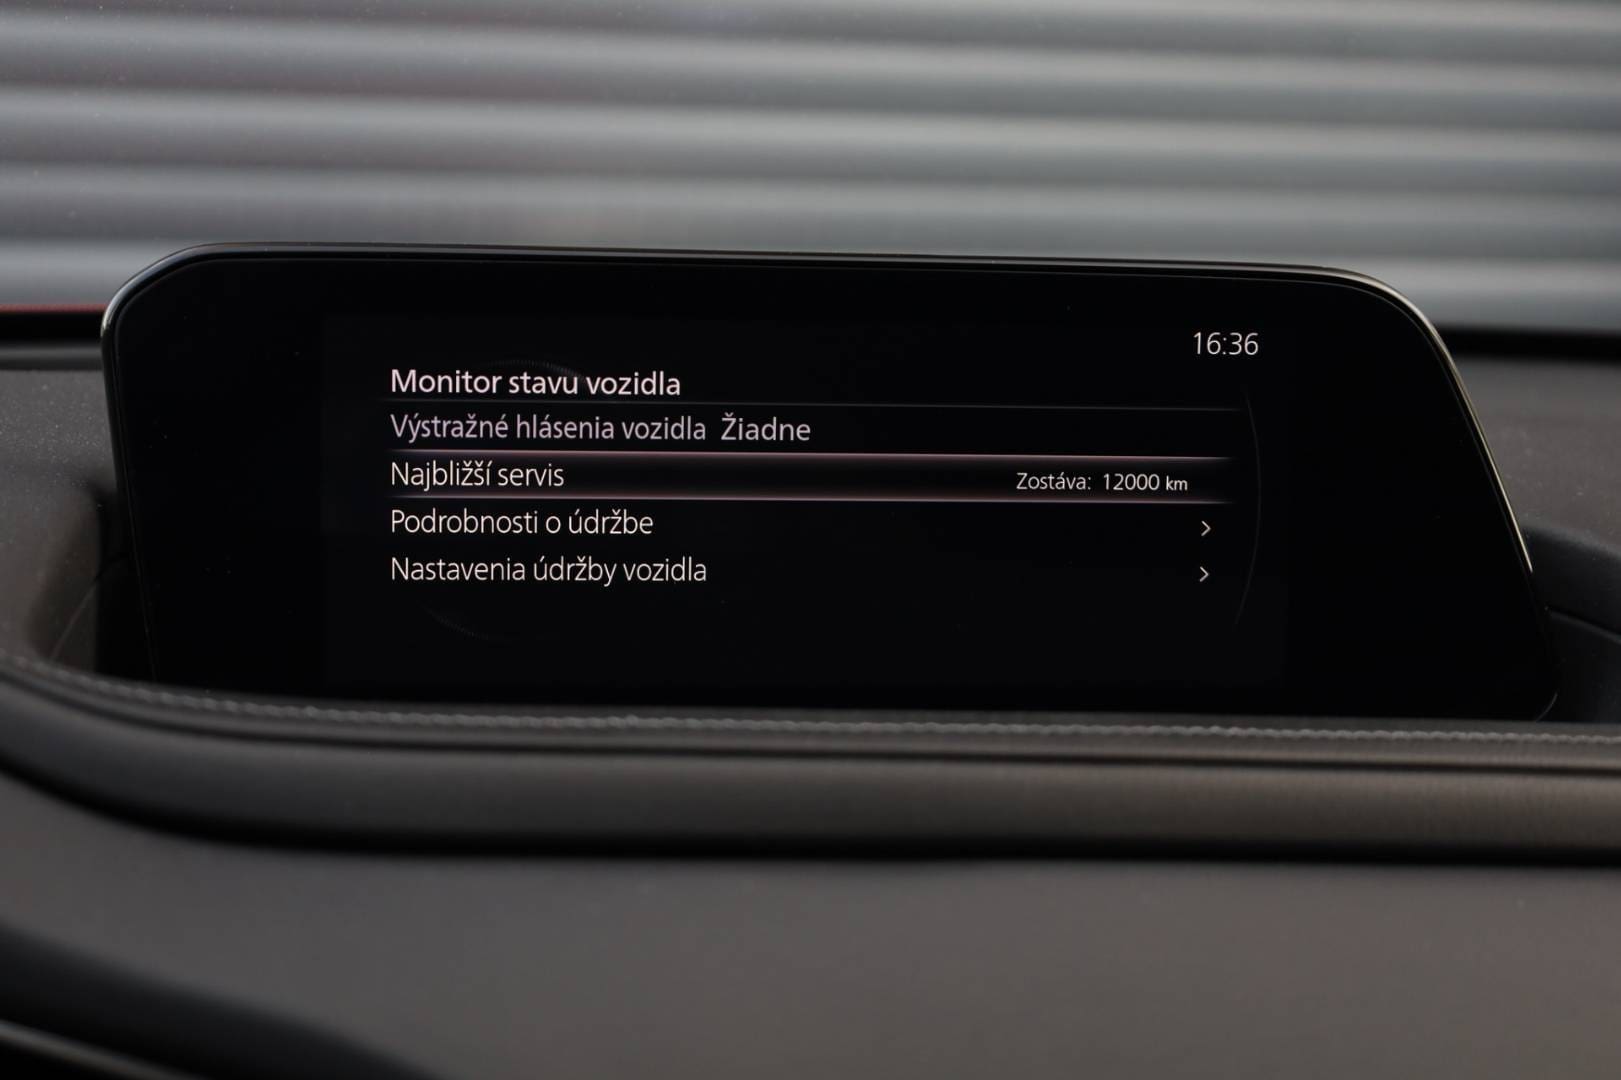 16:36
Monitor stavu vozidla
Výstražné hlásenia vozidla Žiadne
Najbližší servis Zostáva: 12000 km
Podrobnosti o údržbe
Nastavenia údržby vozidla